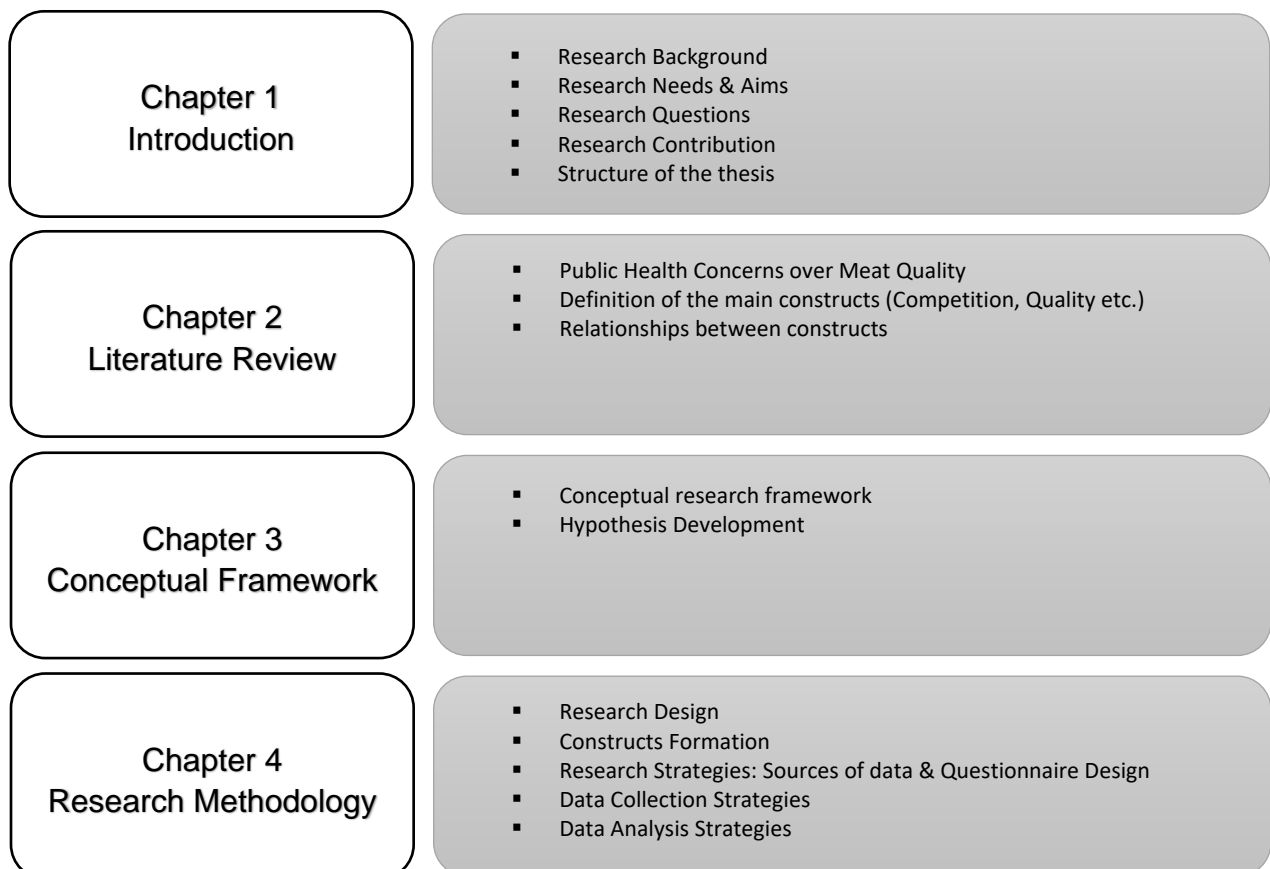 Chapter 1
Introduction
▪ Research Background
▪ Research Needs & Aims
▪ Research Questions
▪ Research Contribution
▪ Structure of the thesis
Chapter 2
Literature Review
▪ Public Health Concerns over Meat Quality
▪ Definition of the main constructs (Competition, Quality etc.)
▪ Relationships between constructs
Chapter 3
Conceptual Framework
▪ Conceptual research framework
▪ Hypothesis Development
Chapter 4
Research Methodology
▪ Research Design
▪ Constructs Formation
▪ Research Strategies: Sources of data & Questionnaire Design
▪ Data Collection Strategies
▪ Data Analysis Strategies